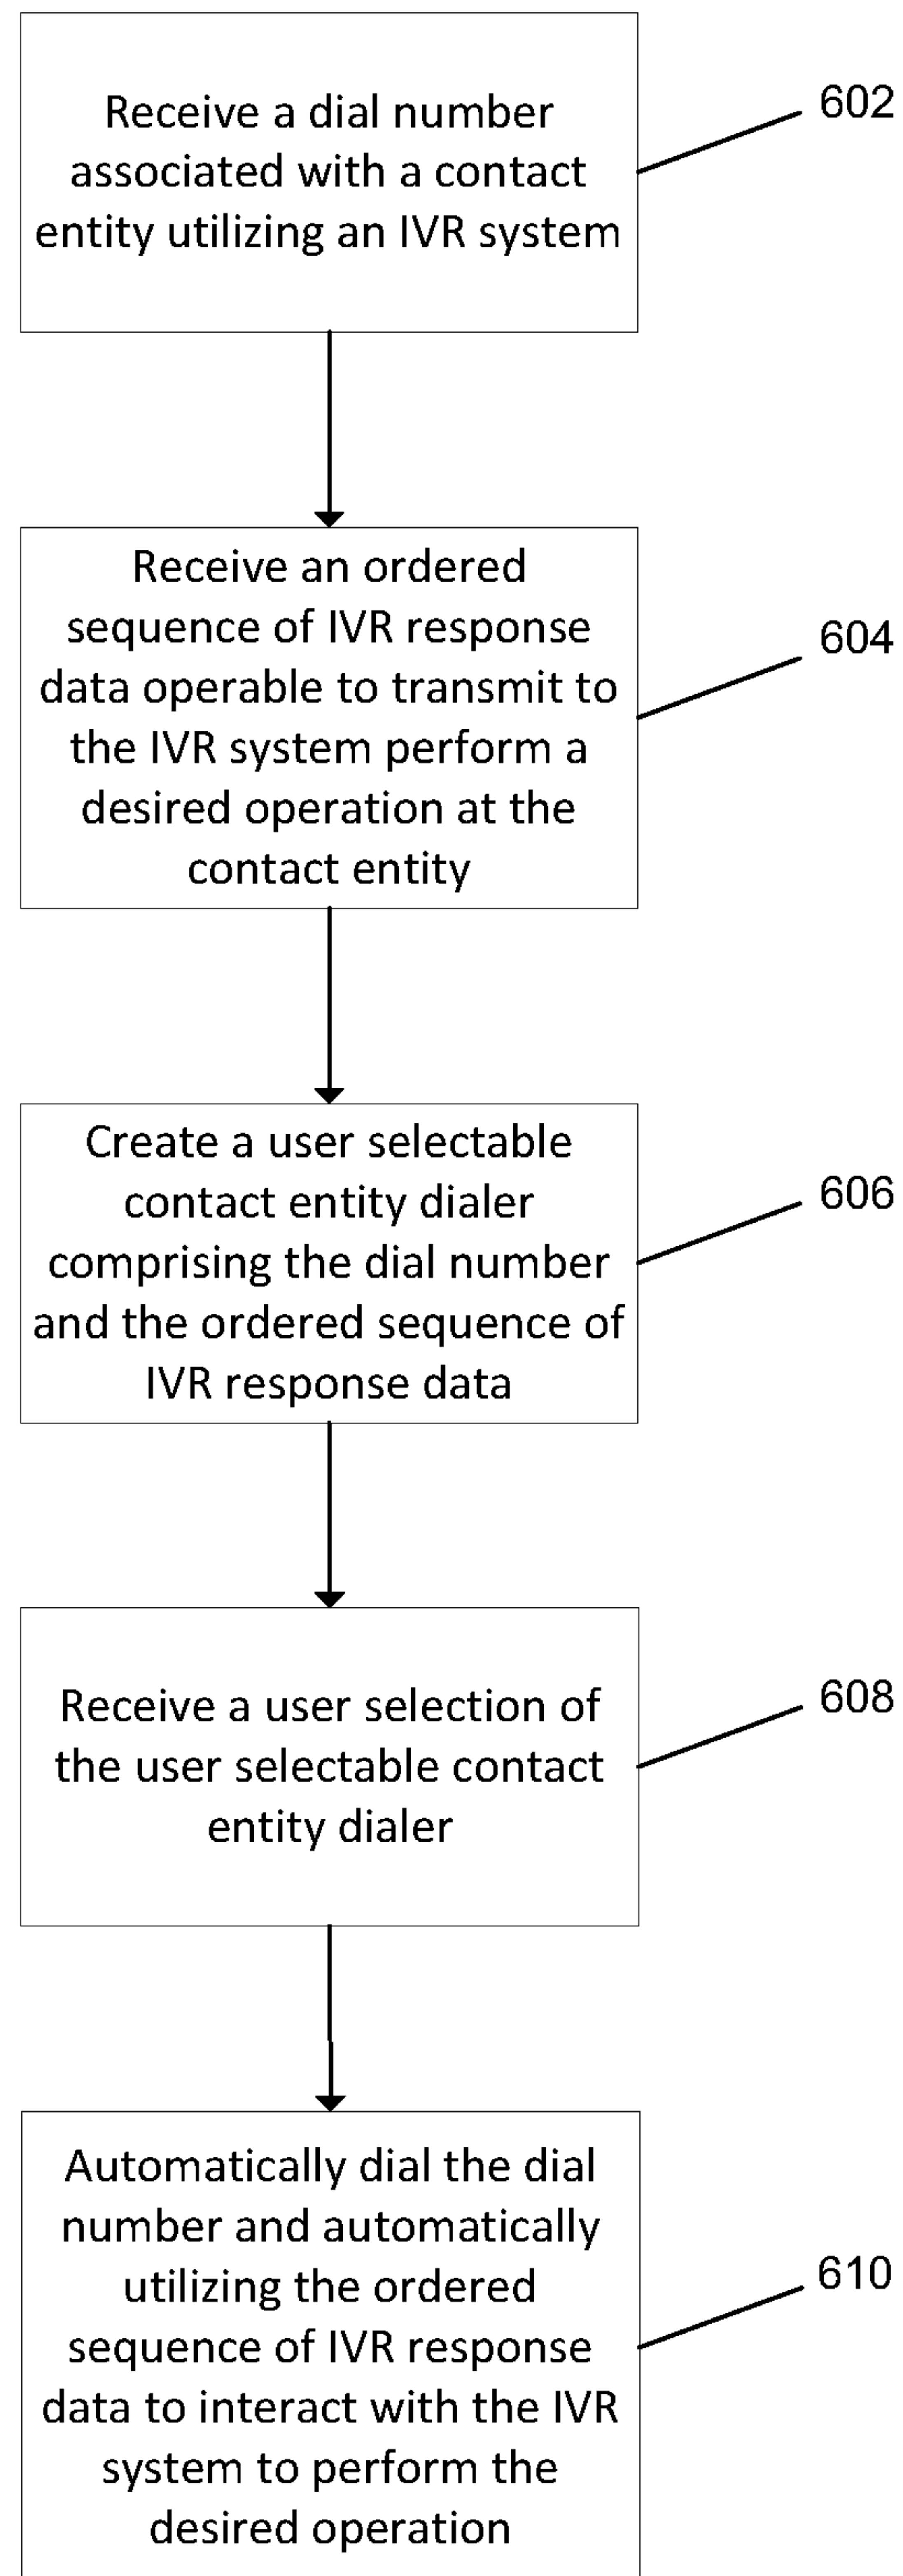 Receive a dial number
associated with a contact
entity utilizing an IVR system
602
Receive an ordered
sequence of IVR response
data operable to transmit to
the IVR system perform a
desired operation at the
contact entity
604
Create a user selectable
contact entity dialer
comprising the dial number
and the ordered sequence of
IVR response data
606
Receive a user selection of
the user selectable contact
entity dialer
608
Automatically dial the dial
number and automatically
utilizing the ordered
sequence of IVR response
data to interact with the IVR
system to perform the
desired operation
610